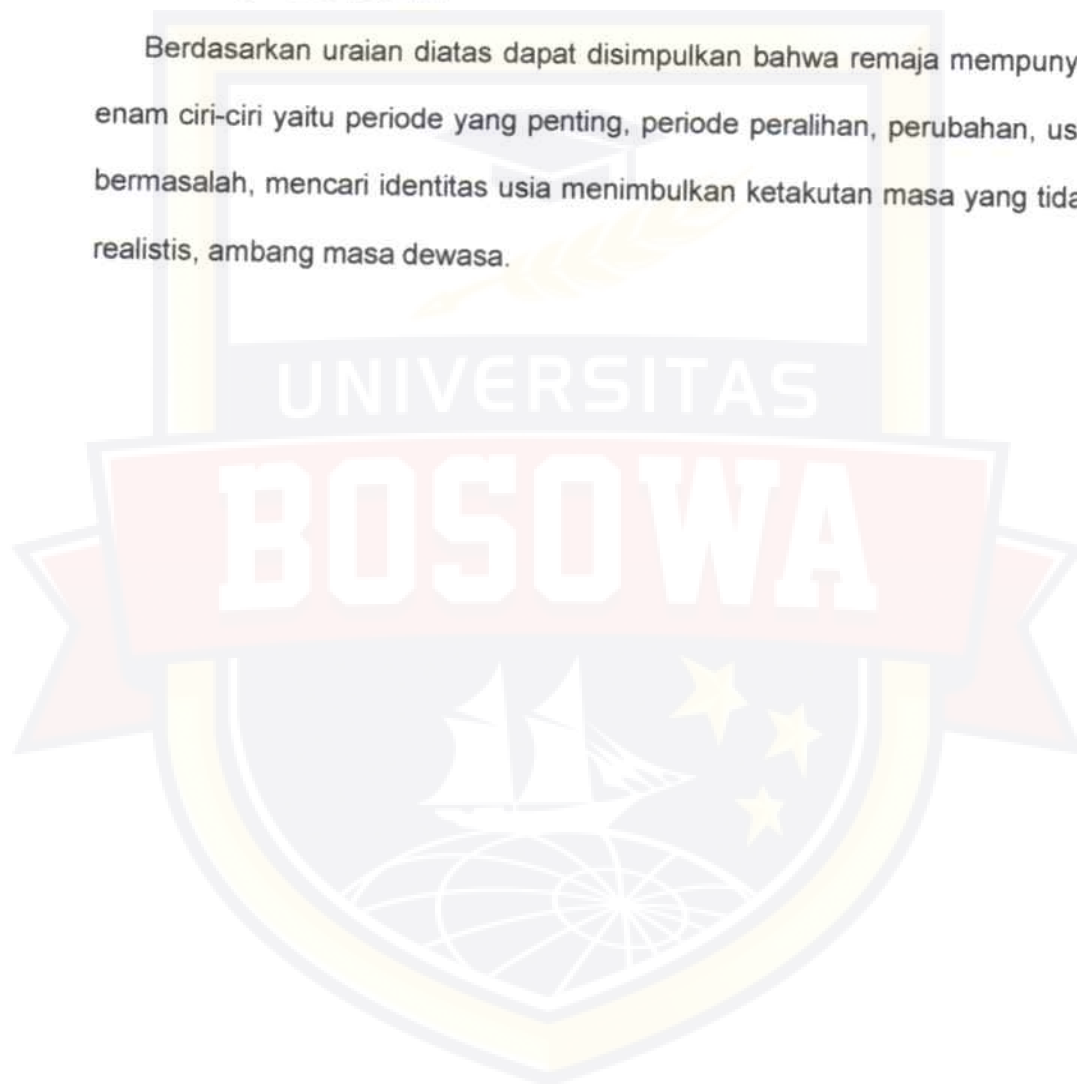 Berdasarkan uraian diatas dapat disimpulkan bahwa remaja mempuny
enam ciri-ciri yaitu periode yang penting, periode peralihan, perubahan, us
bermasalah, mencari identitas usia menimbulkan ketakutan masa yang tida
realistis, ambang masa dewasa.
UNIVERSITAS
BOSOWA